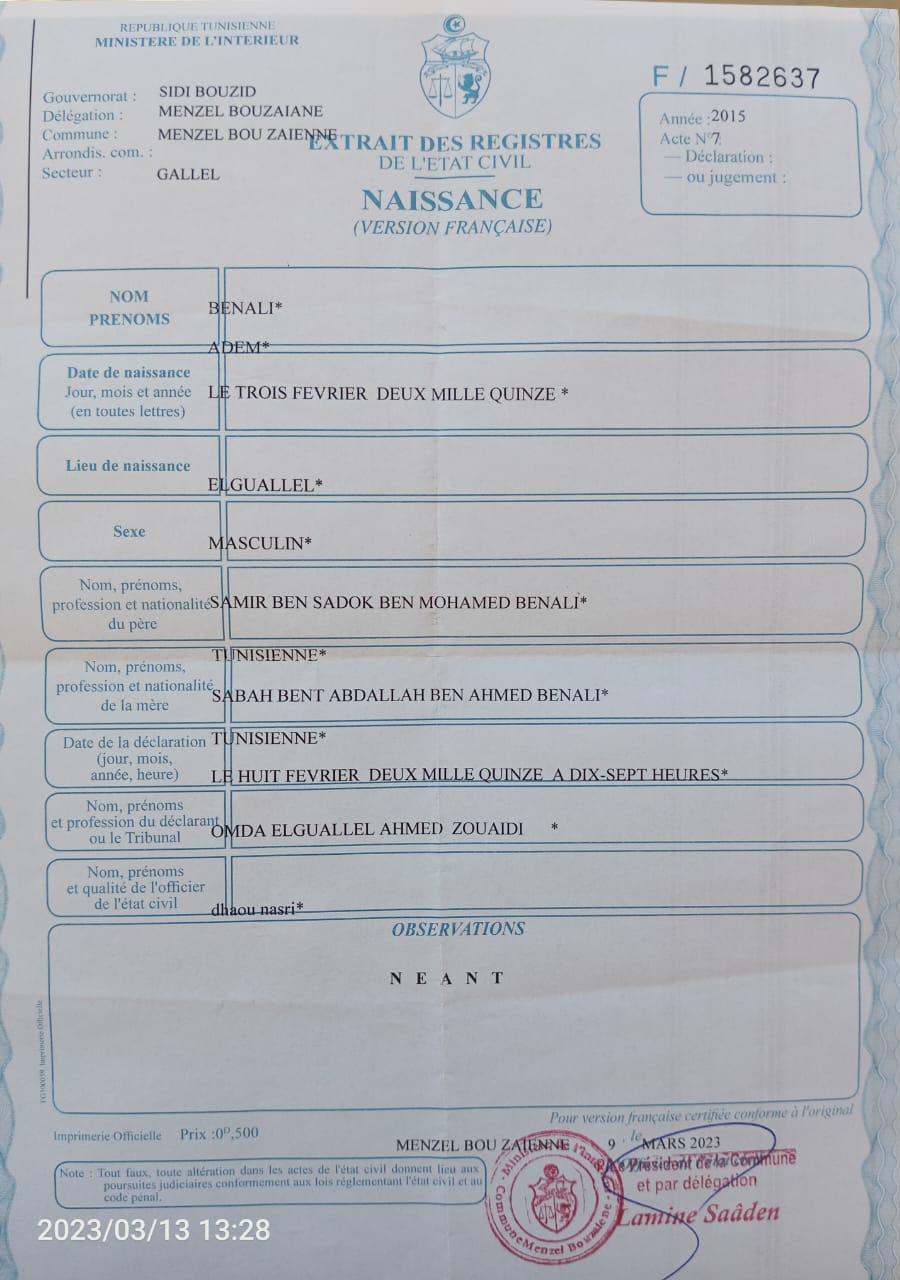 REPUBLIQUE TUNISIENNE
MINISTERE DE L'INTERIEUR
Gouvernorat : SIDI BOUZID
Délégation : MENZEL BOUZAIANE
Commune : MENZEL BOU ZAIENNE
Arrondis. com. :
Secteur : GALLEL
EXTRAIT DES REGISTRES
DE L'ETAT CIVIL
NAISSANCE
(VERSION FRANÇAISE)
F / 1582637
Année : 2015
Acte N° 7
— Déclaration :
— ou jugement :
NOM
PRENOMS
BENALI*
ADEM*
Date de naissance
Jour, mois et année
(en toutes lettres)
LE TROIS FEVRIER DEUX MILLE QUINZE *
Lieu de naissance
ELGUALLEL*
Sexe
MASCULIN*
Nom, prénoms,
profession et nationalité
du père
SAMIR BEN SADOK BEN MOHAMED BENALI*
TUNISIENNE*
Nom, prénoms,
profession et nationalité
de la mère
SABAH BENT ABDALLAH BEN AHMED BENALI*
TUNISIENNE*
Date de la déclaration
(jour, mois,
année, heure)
LE HUIT FEVRIER DEUX MILLE QUINZE A DIX-SEPT HEURES*
Nom, prénoms
et profession du déclarant
ou le Tribunal
OMDA ELGUALLEL AHMED ZOUAIDI *
Nom, prénoms
et qualité de l'officier
de l'état civil
dhaou nasri*
OBSERVATIONS
N E A N T
Imprimerie Officielle
Imprimerie Officielle Prix :0ᴰ,500
Pour version française certifiée conforme à l'original
MENZEL BOU ZAIENNE 9 le MARS 2023
Note : Tout faux, toute altération dans les actes de l'état civil donnent lieu aux
poursuites judiciaires conformement aux lois réglementant l'état civil et au
code pénal.
Vice Président de la Commune
et par délégation
Lamine Saâden
Commune Menzel Bouzaiene
2023/03/13 13:28